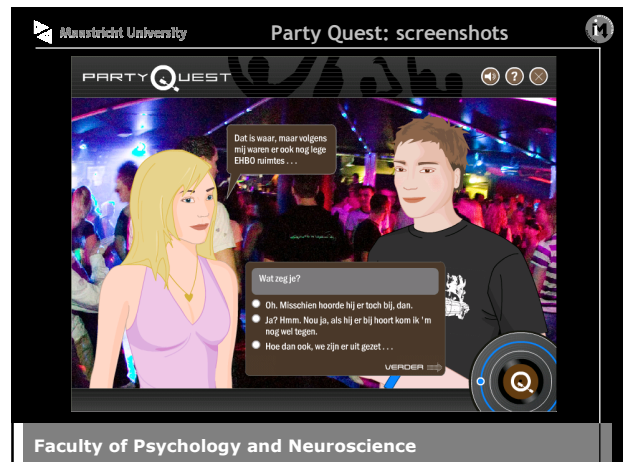 Maastricht University
Party Quest: screenshots
PARTY QUEST
?
Dat is waar, maar volgens
mij waren er ook nog lege
EHBO ruimtes . . .
Wat zeg je?
Oh. Misschien hoorde hij er toch bij, dan.
Ja? Hmm. Nou ja, als hij er bij hoort kom ik 'm
nog wel tegen.
Hoe dan ook, we zijn er uit gezet . . .
VERDER
Q
Faculty of Psychology and Neuroscience